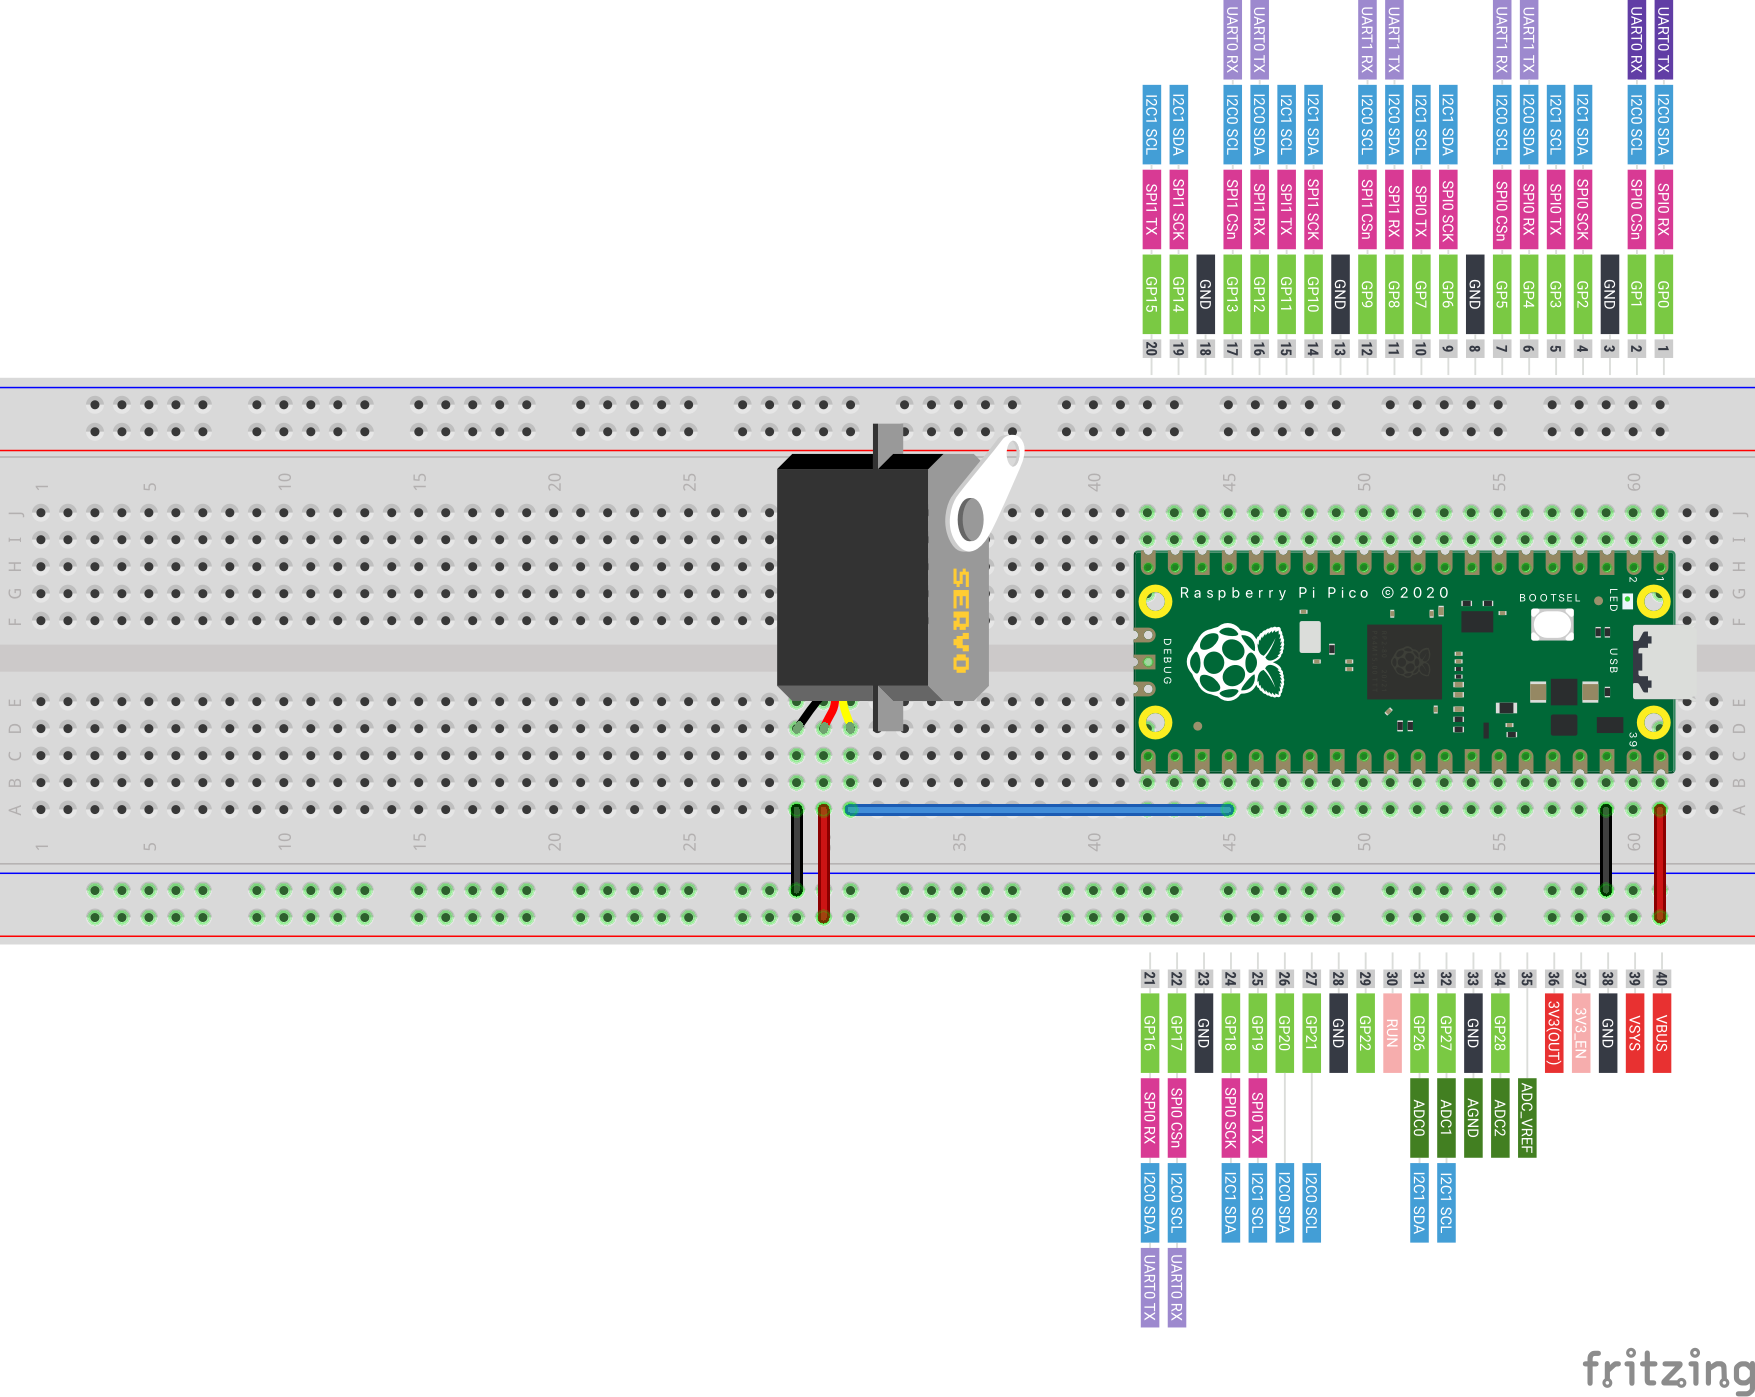 UART0 RX UART0 TX UART1 RX UART1 TX UART1 RX UART1 TX UART0 RX UART0 TX
I2C1 SCL I2C1 SDA I2C0 SCL I2C0 SDA I2C1 SCL I2C1 SDA I2C0 SCL I2C0 SDA I2C1 SCL I2C1 SDA I2C0 SCL I2C0 SDA I2C1 SCL I2C1 SDA I2C0 SCL I2C0 SDA
SPI1 TX SPI1 SCK SPI1 CSn SPI1 RX SPI1 TX SPI1 SCK SPI1 CSn SPI1 RX SPI0 TX SPI0 SCK SPI0 CSn SPI0 RX SPI0 TX SPI0 SCK SPI0 CSn SPI0 RX
GP15 GP14 GND GP13 GP12 GP11 GP10 GND GP9 GP8 GP7 GP6 GND GP5 GP4 GP3 GP2 GND GP1 GP0
20 19 18 17 16 15 14 13 12 11 10 9 8 7 6 5 4 3 2 1
1 5 10 15 20 25 40 45 50 55 60
J J
I I
H H
G G
F F
2 1
Raspberry Pi Pico ©2020
BOOTSEL
LED
SERVO
DEBUG
USB
39
E E
D D
C C
B B
A A
1 5 10 15 20 25 35 40 45 50 55 60
21 22 23 24 25 26 27 28 29 30 31 32 33 34 35 36 37 38 39 40
GP16 GP17 GND GP18 GP19 GP20 GP21 GND GP22 RUN GP26 GP27 GND GP28 3V3(OUT) 3V3_EN GND VSYS VBUS
SPI0 RX SPI0 CSn SPI0 SCK SPI0 TX ADC0 ADC1 AGND ADC2 ADC_VREF
I2C0 SDA I2C0 SCL I2C1 SDA I2C1 SCL I2C0 SDA I2C0 SCL I2C1 SDA I2C1 SCL
UART0 TX UART0 RX
fritzing